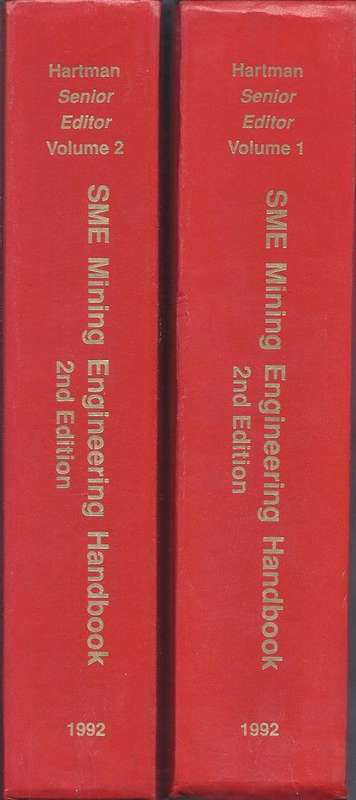 Hartman
Senior
Editor
Volume 2
SME Mining Engineering Handbook
2nd Edition
1992
Hartman
Senior
Editor
Volume 1
SME Mining Engineering Handbook
2nd Edition
1992